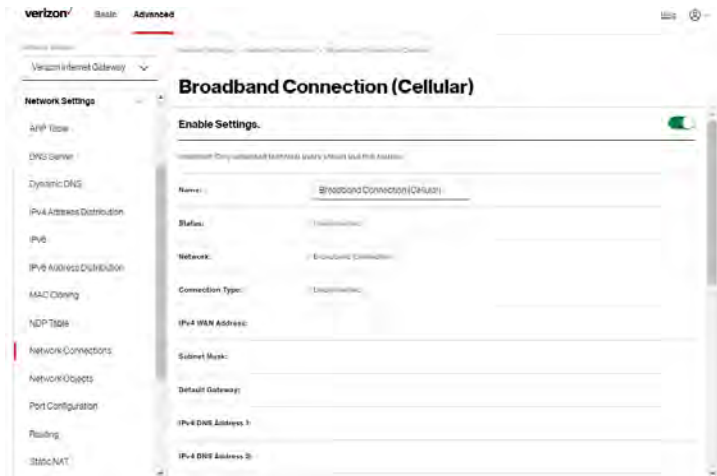 verizon✓ Basic Advanced
Verizon Internet Gateway
Network Settings
ARP Table
DNS Server
Dynamic DNS
IPv4 Address Distribution
IPv6
IPv6 Address Distribution
MAC Cloning
NDP Table
Network Connections
Network Objects
Port Configuration
Routing
Static NAT
Broadband Connection (Cellular)
Enable Settings.
Name: Broadband Connection (Cellular)
Status:
Network: Broadband Connection
Connection Type:
IPv4 WAN Address:
Subnet Mask:
Default Gateway:
IPv4 DNS Address 1:
IPv4 DNS Address 2: